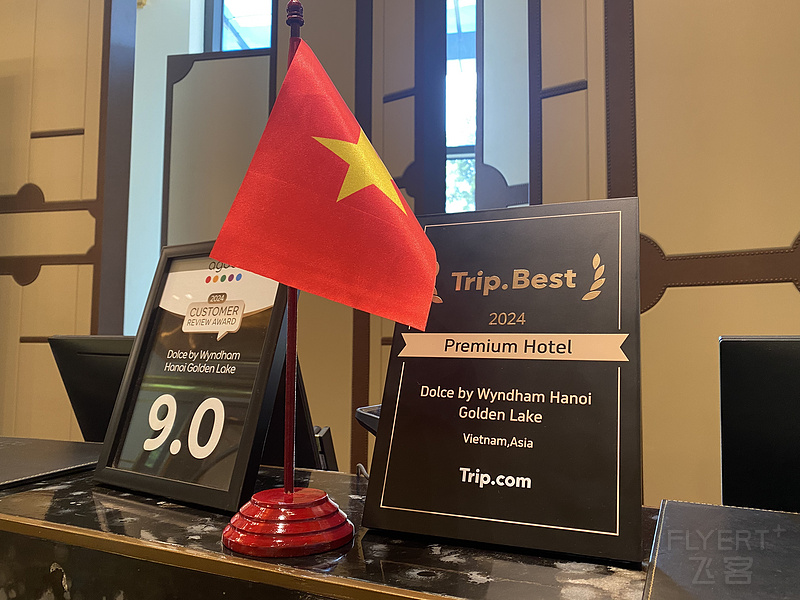 2024
CUSTOMER
REVIEW AWARD
Dolce by Wyndham
Hanoi Golden Lake
9.0
Trip.Best
2024
Premium Hotel
Dolce by Wyndham Hanoi
Golden Lake
Vietnam,Asia
Trip.com
FLYERT+
飞客